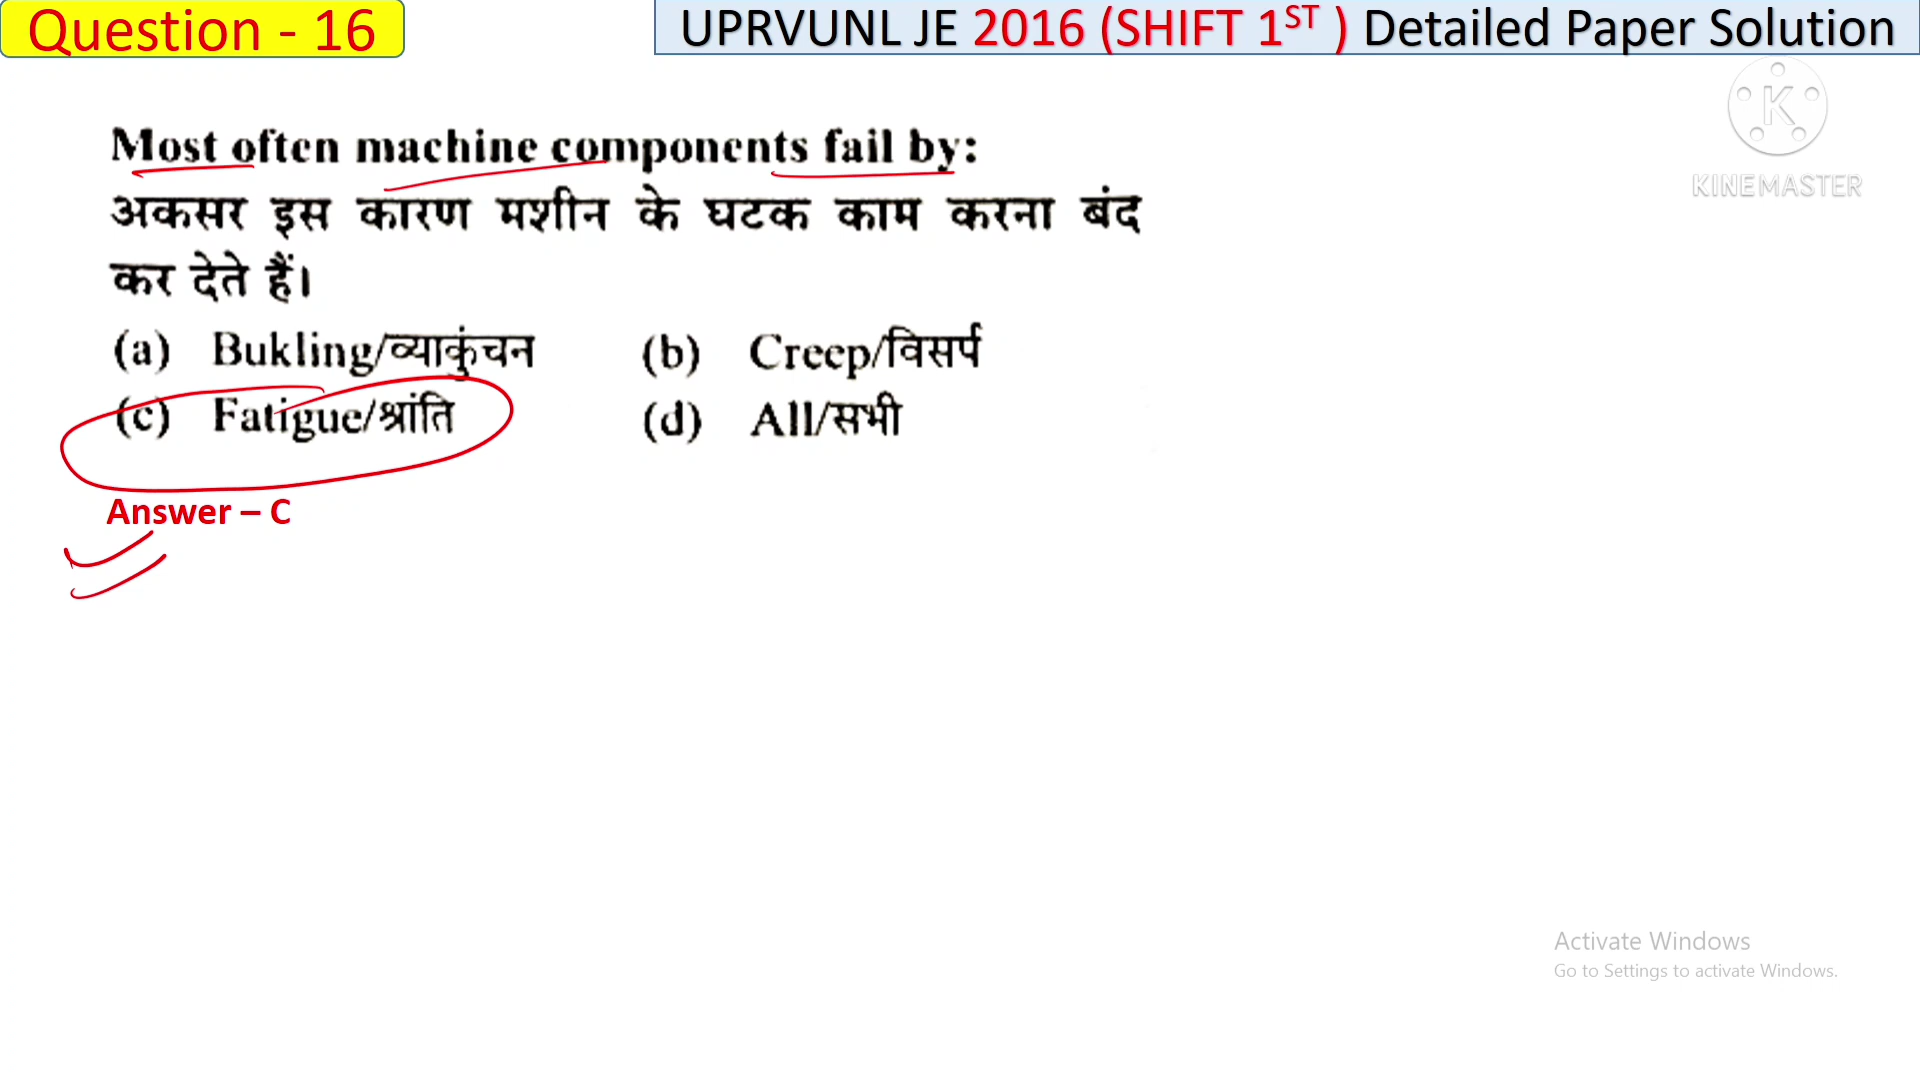 Question - 16
UPRVUNL JE 2016 (SHIFT 1ST ) Detailed Paper Solution
K
KINEMASTER
Most often machine components fail by:
अकसर इस कारण मशीन के घटक काम करना बंद
कर देते हैं।
(a) Bukling/व्याकुंचन (b) Creep/विसर्प
(c) Fatigue/श्रांति (d) All/सभी
Answer – C
Activate Windows
Go to Settings to activate Windows.